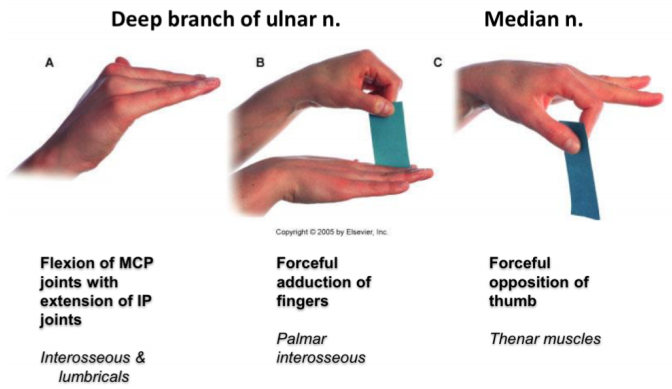 Deep branch of ulnar n.
Median n.
A
B
C
Copyright © 2005 by Elsevier, Inc.
Flexion of MCP
joints with
extension of IP
joints
Interosseous &
lumbricals
Forceful
adduction of
fingers
Palmar
interosseous
Forceful
opposition of
thumb
Thenar muscles